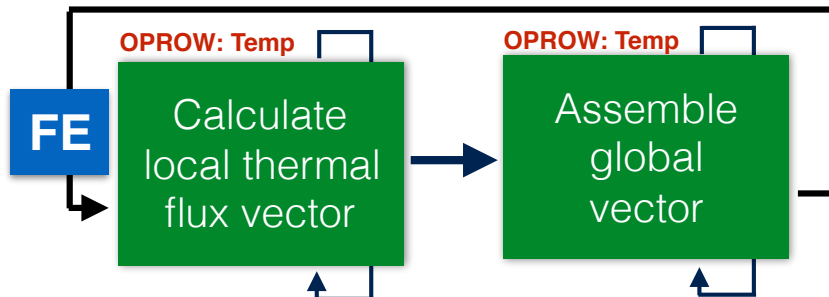 OPROW: Temp
OPROW: Temp
FE
Calculate
local thermal
flux vector
Assemble
global
vector